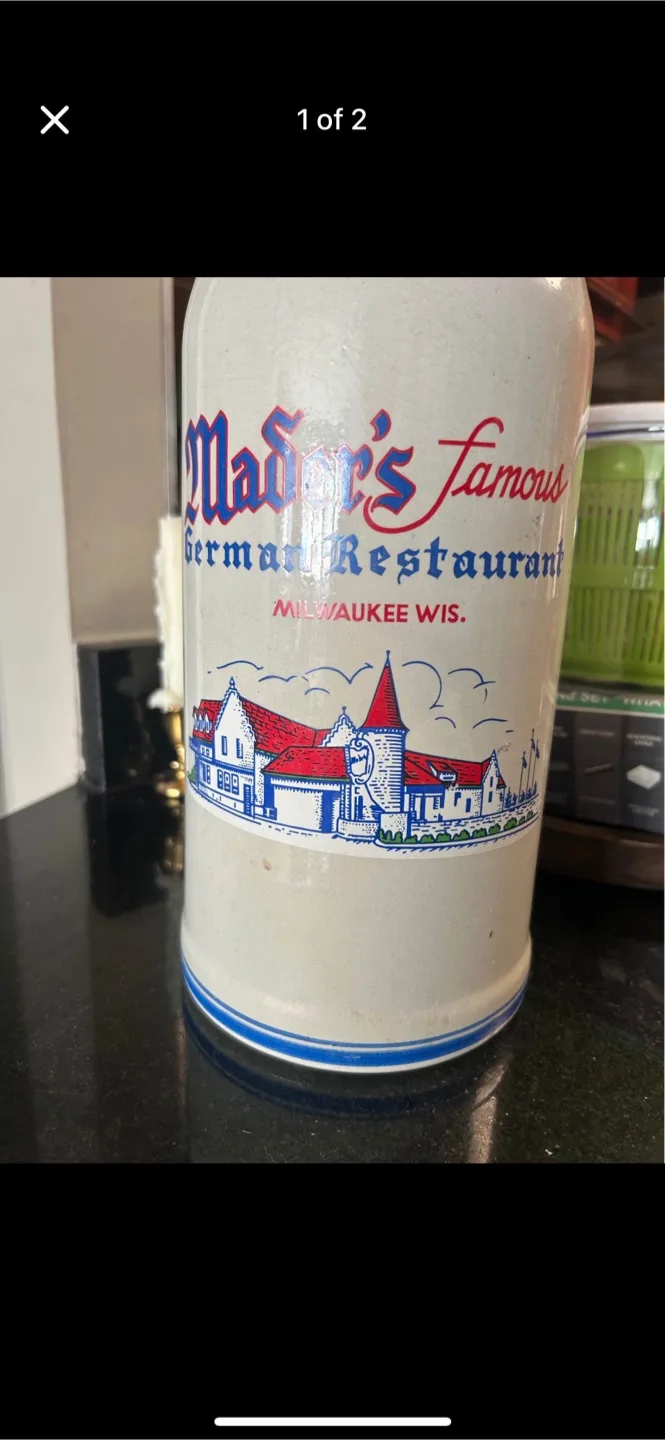 1 of 2
Mader's famous
German Restaurant
MILWAUKEE WIS.